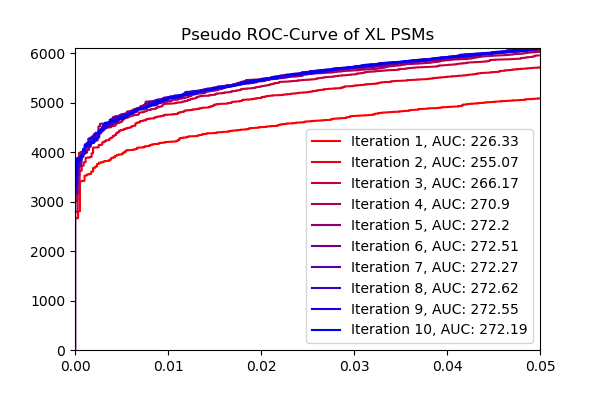 Pseudo ROC-Curve of XL PSMs
6000
5000
4000
3000
2000
1000
0
Iteration 1, AUC: 226.33
Iteration 2, AUC: 255.07
Iteration 3, AUC: 266.17
Iteration 4, AUC: 270.9
Iteration 5, AUC: 272.2
Iteration 6, AUC: 272.51
Iteration 7, AUC: 272.27
Iteration 8, AUC: 272.62
Iteration 9, AUC: 272.55
Iteration 10, AUC: 272.19
0.00 0.01 0.02 0.03 0.04 0.05